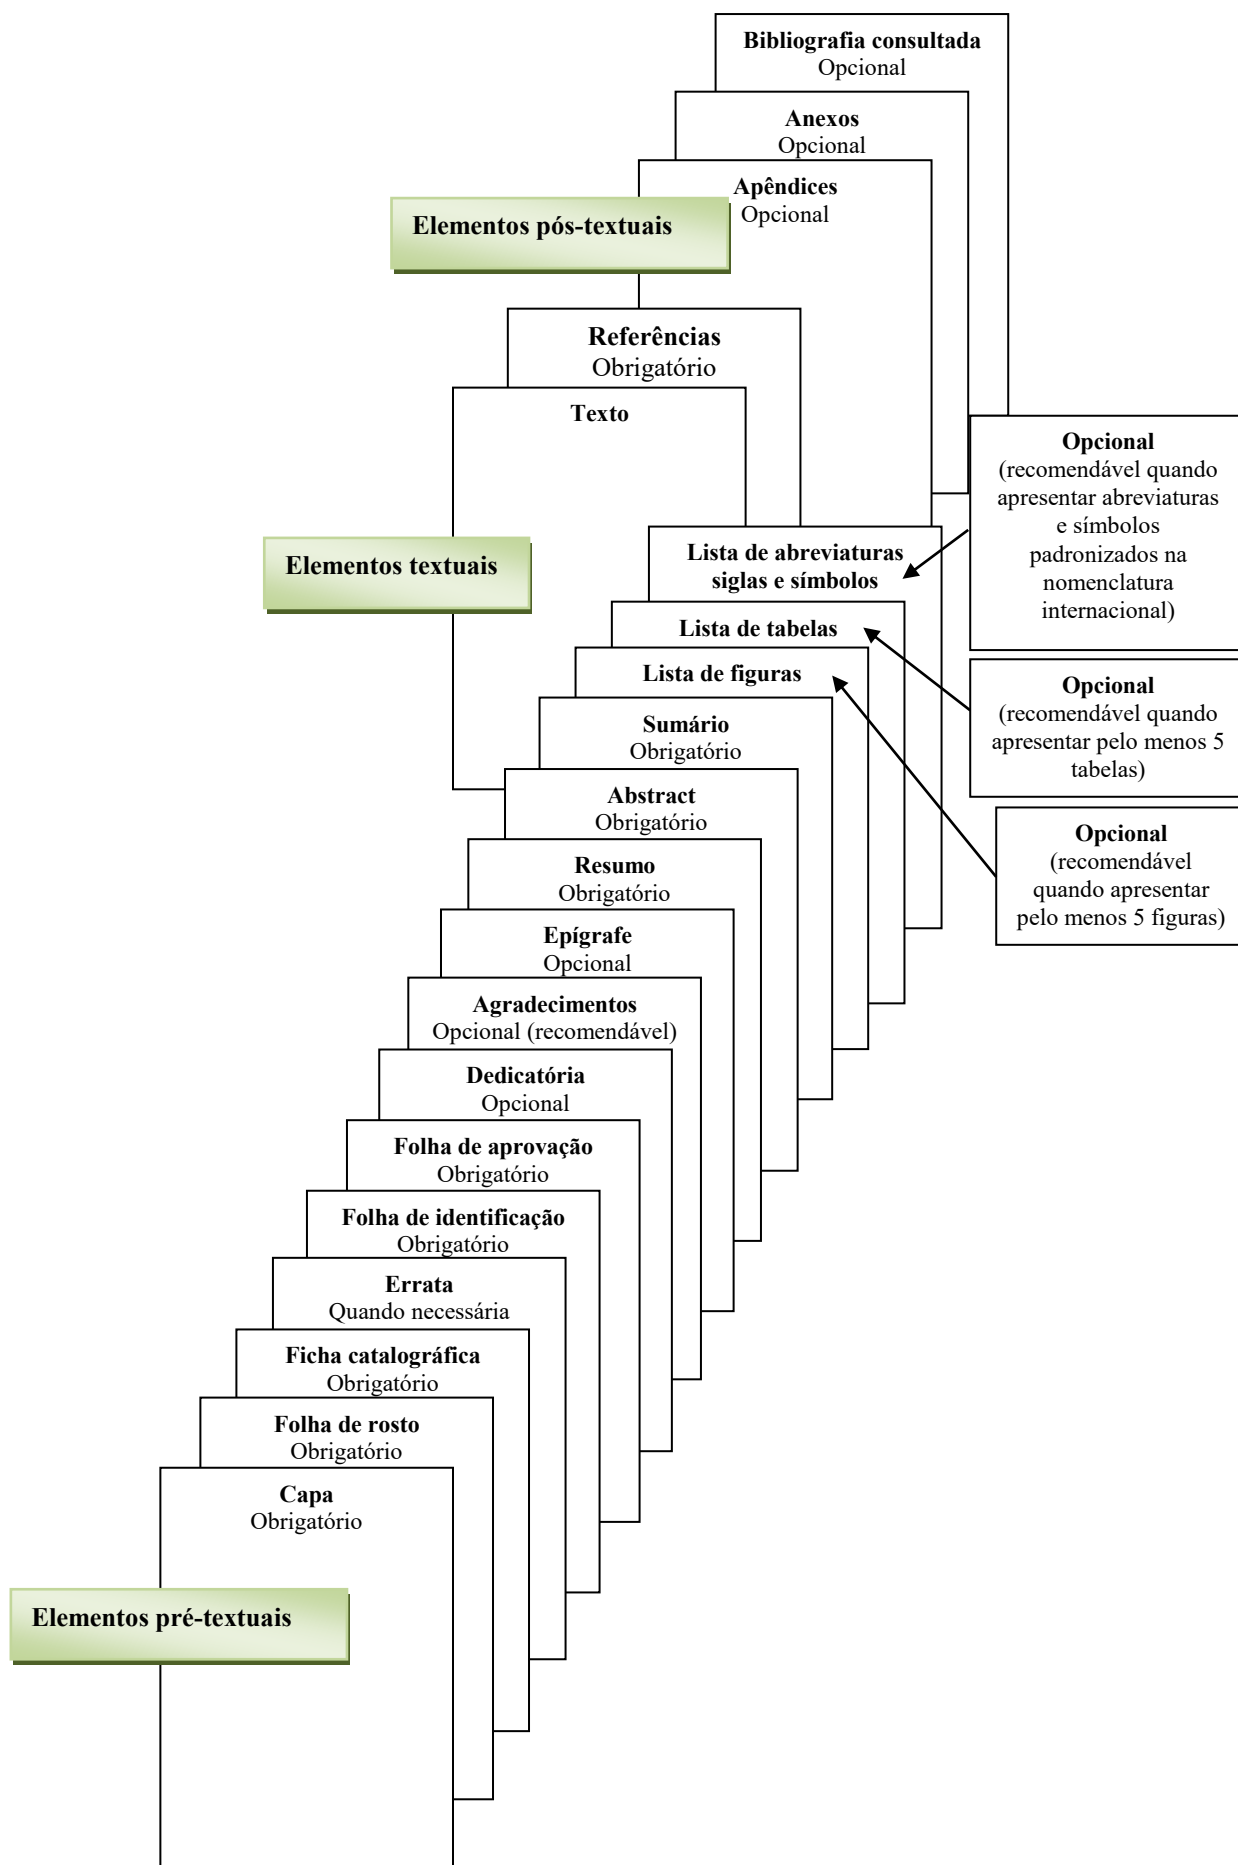 Bibliografia consultada
Opcional
Anexos
Opcional
Apêndices
Opcional
Elementos pós-textuais
Referências
Obrigatório
Texto
Elementos textuais
Opcional
(recomendável quando
apresentar abreviaturas
e símbolos
padronizados na
nomenclatura
internacional)
Lista de abreviaturas
siglas e símbolos
Lista de tabelas
Opcional
(recomendável quando
apresentar pelo menos 5
tabelas)
Lista de figuras
Opcional
(recomendável
quando apresentar
pelo menos 5 figuras)
Sumário
Obrigatório
Abstract
Obrigatório
Resumo
Obrigatório
Epígrafe
Opcional
Agradecimentos
Opcional (recomendável)
Dedicatória
Opcional
Folha de aprovação
Obrigatório
Folha de identificação
Obrigatório
Errata
Quando necessária
Ficha catalográfica
Obrigatório
Folha de rosto
Obrigatório
Capa
Obrigatório
Elementos pré-textuais